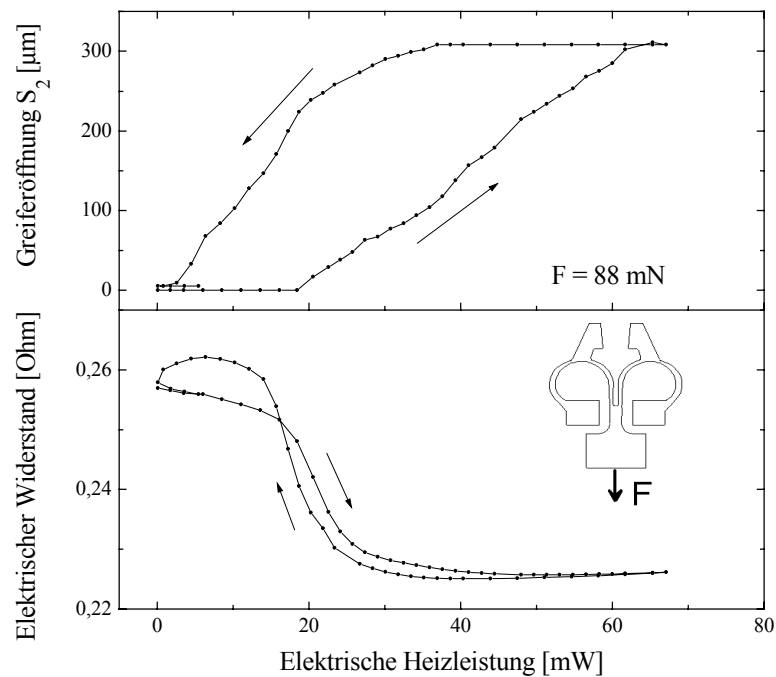 Greiferöffnung S₂ [µm]
300
200
100
0
F = 88 mN
Elektrischer Widerstand [Ohm]
0,26
0,24
0,22
F
0
20
40
60
80
Elektrische Heizleistung [mW]